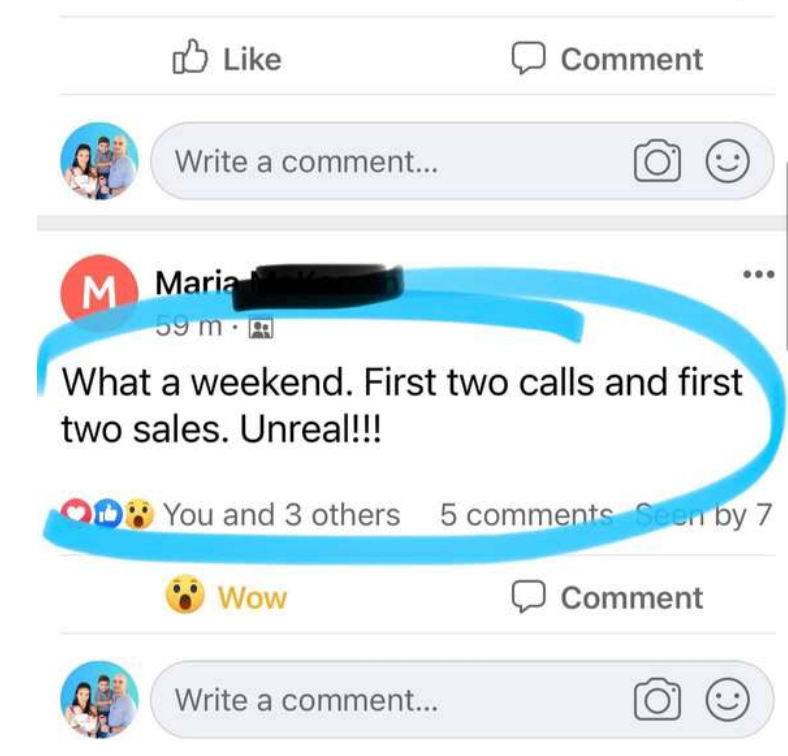 Like Comment
Write a comment...
M Maria
59 m ·
What a weekend. First two calls and first
two sales. Unreal!!!
You and 3 others 5 comments Seen by 7
Wow Comment
Write a comment...